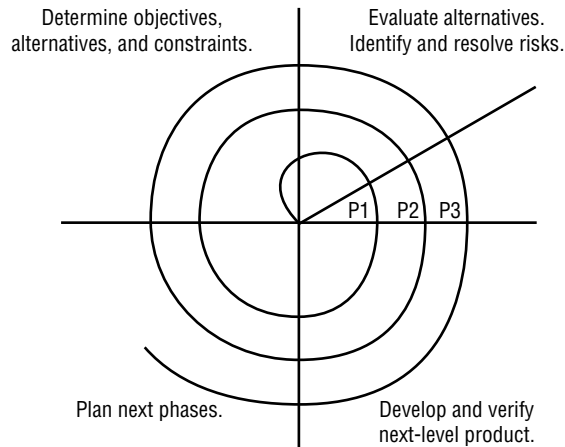 Determine objectives,
alternatives, and constraints.
Evaluate alternatives.
Identify and resolve risks.
P1 P2 P3
Plan next phases.
Develop and verify
next-level product.